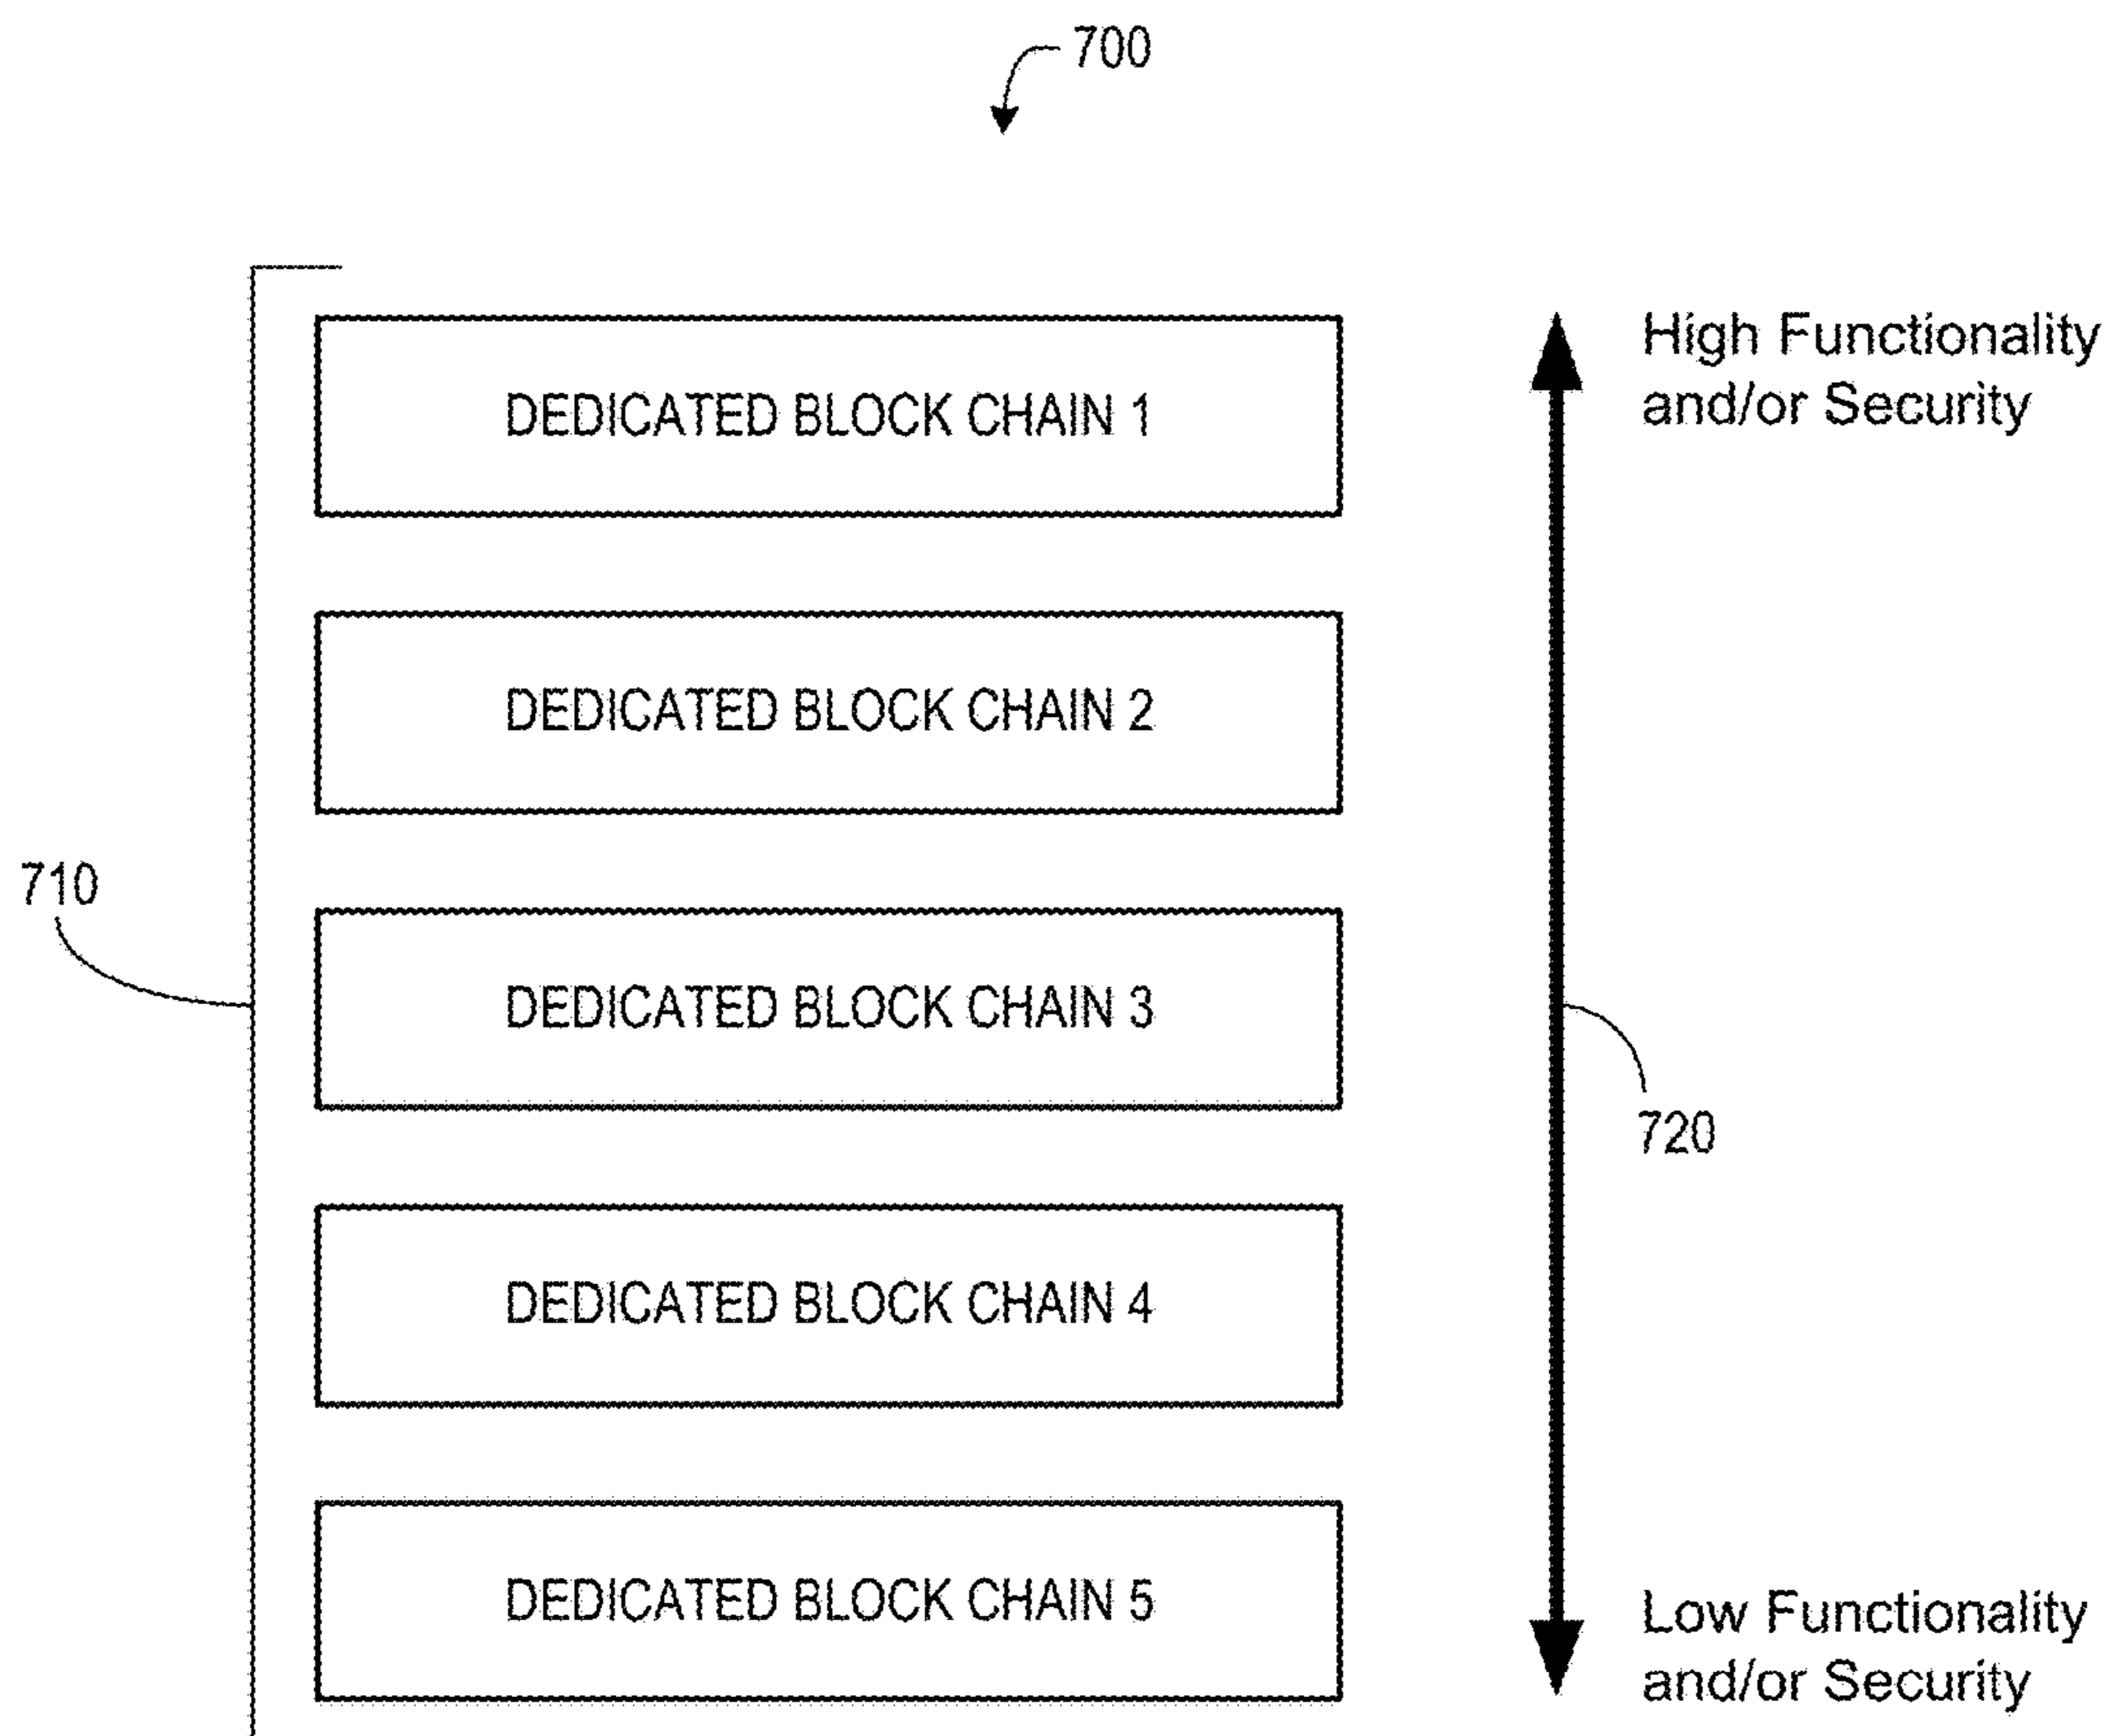 700
High Functionality
and/or Security
DEDICATED BLOCK CHAIN 1
DEDICATED BLOCK CHAIN 2
710
DEDICATED BLOCK CHAIN 3
720
DEDICATED BLOCK CHAIN 4
DEDICATED BLOCK CHAIN 5
Low Functionality
and/or Security